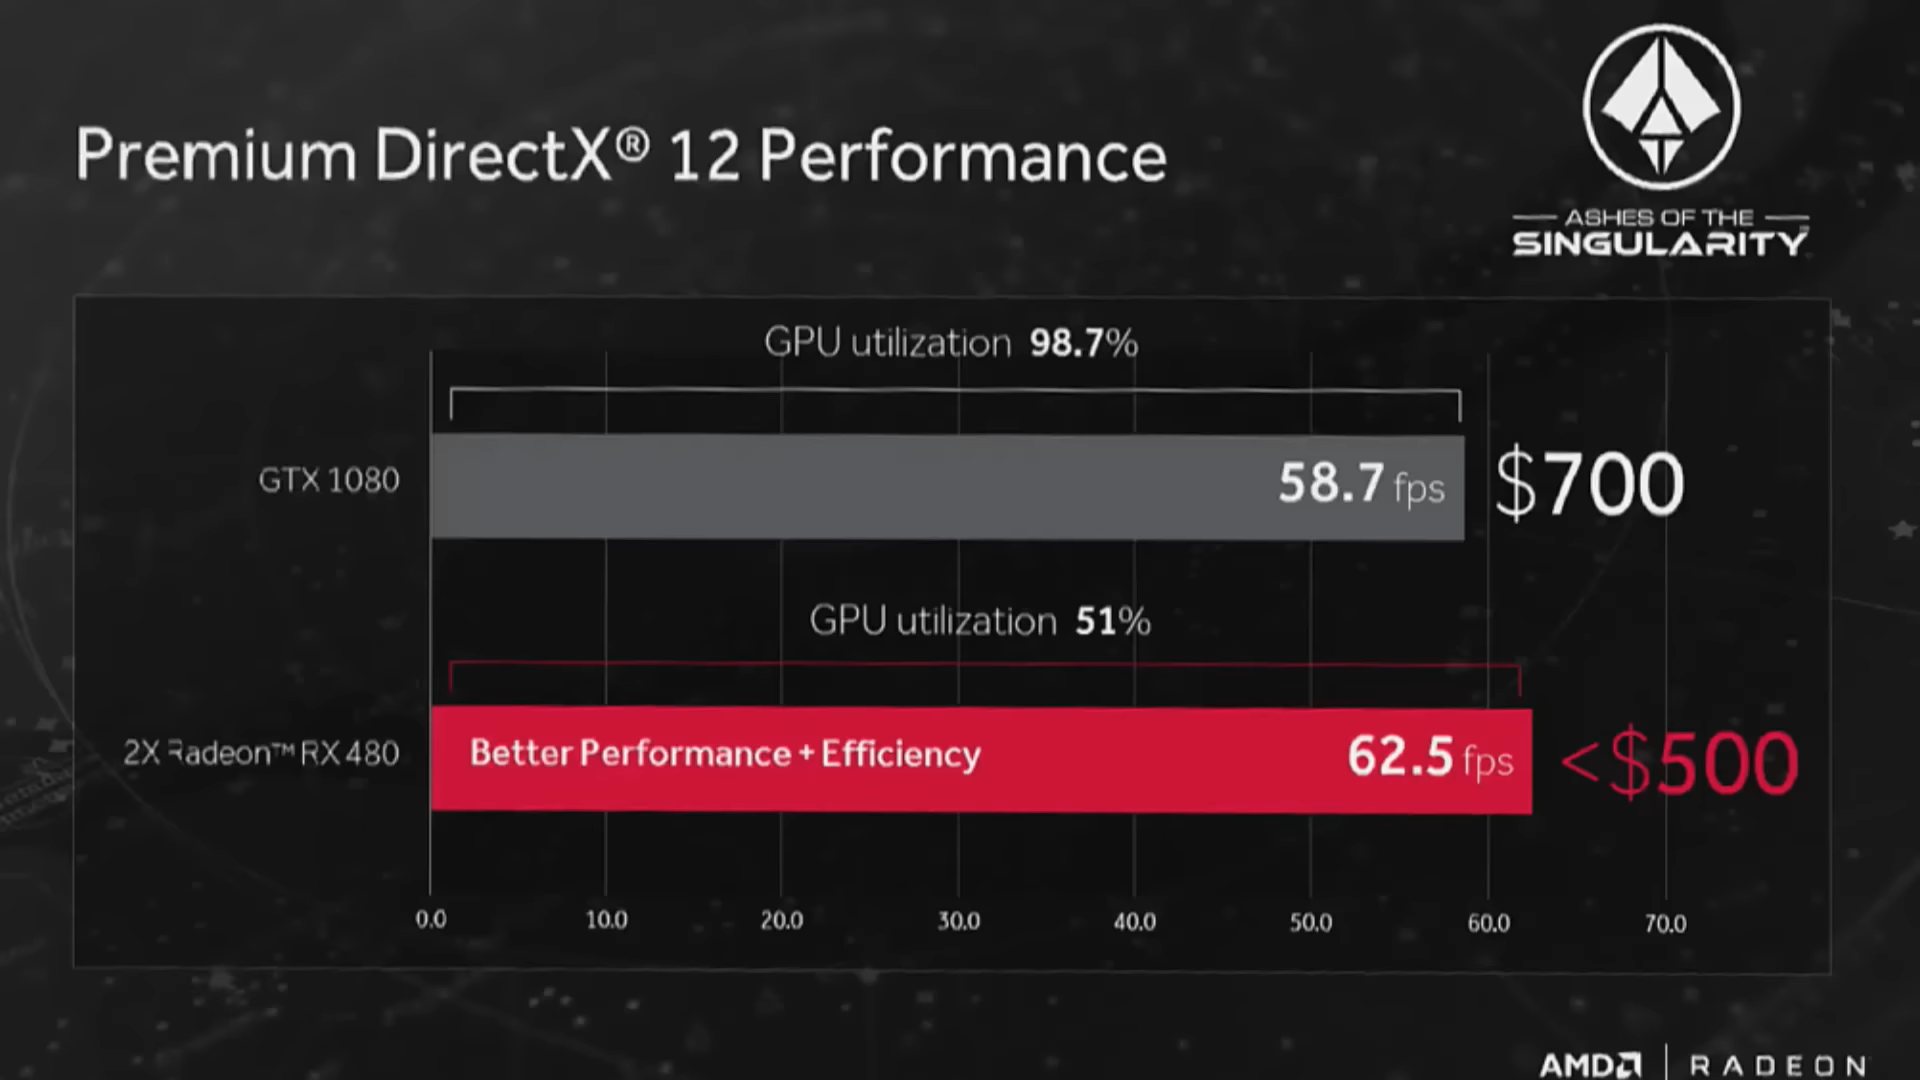 Premium DirectX® 12 Performance
ASHES OF THE
SINGULARITY
GPU utilization 98.7%
GTX 1080
58.7 fps
$700
GPU utilization 51%
2X Radeon™ RX 480
Better Performance + Efficiency
62.5 fps
<$500
0.0 10.0 20.0 30.0 40.0 50.0 60.0 70.0
AMD RADEON